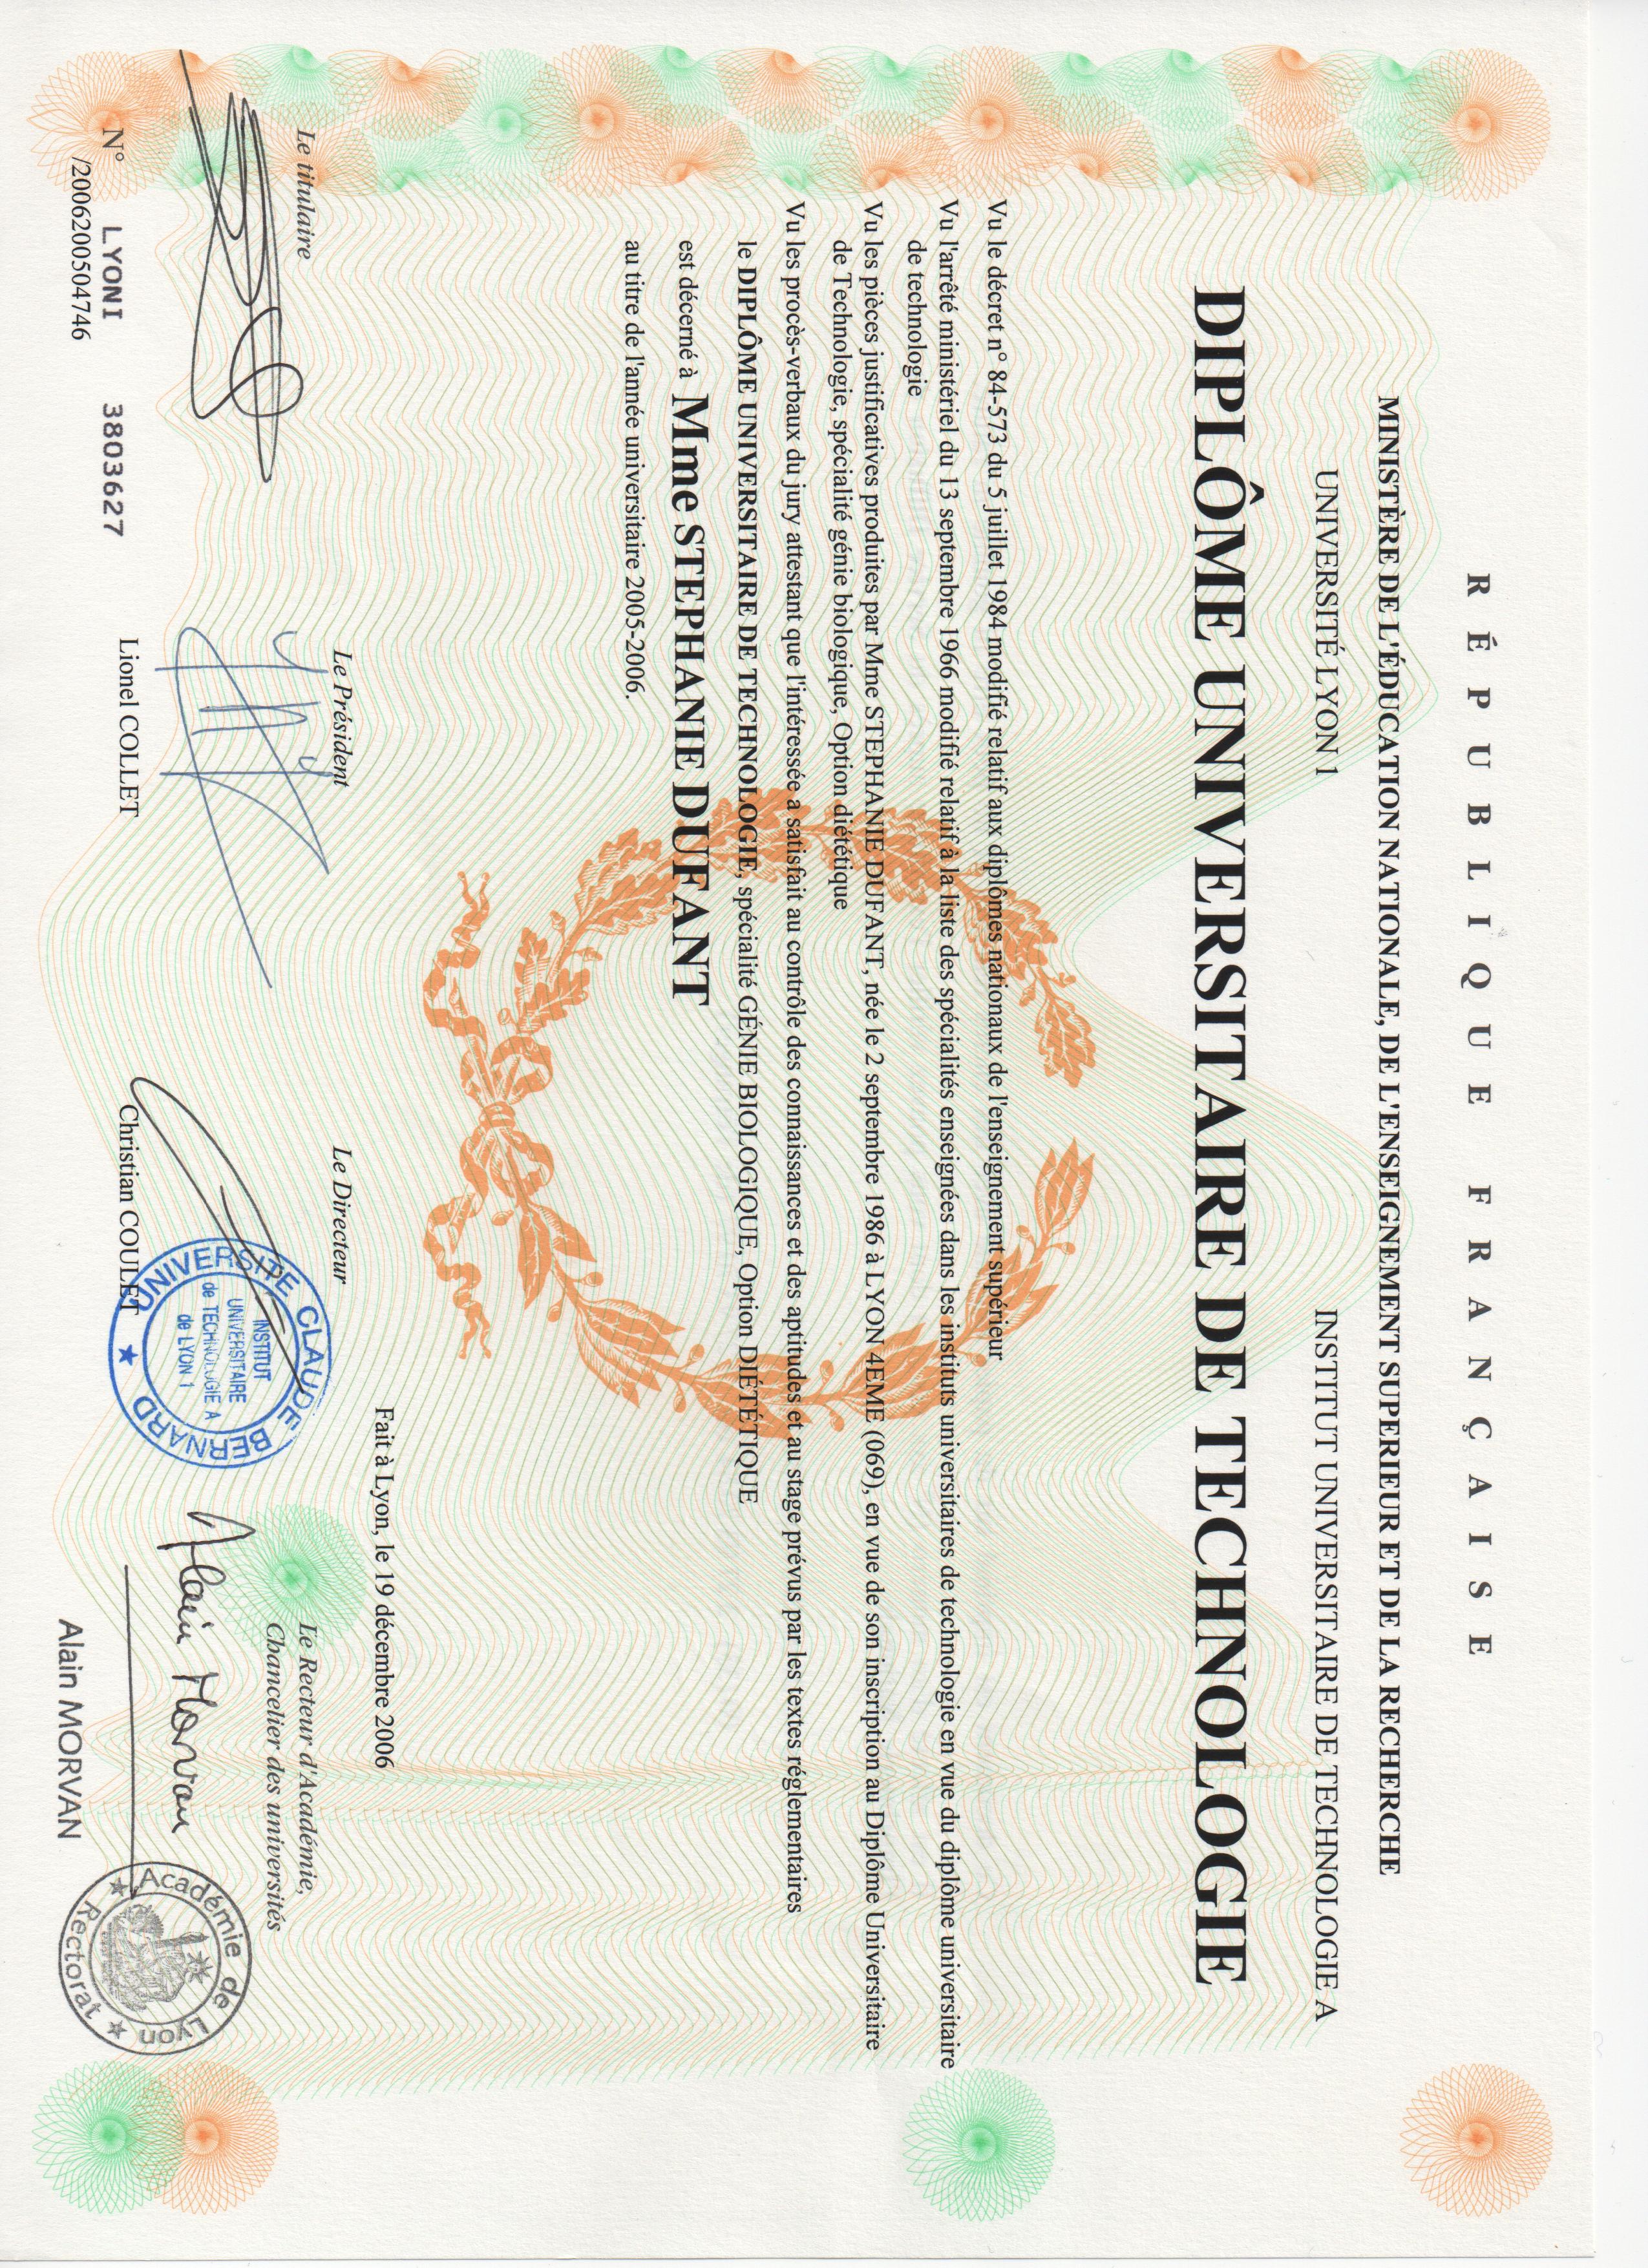 RÉPUBLIQUE FRANÇAISE
MINISTÈRE DE L'ÉDUCATION NATIONALE, DE L'ENSEIGNEMENT SUPERIEUR ET DE LA RECHERCHE
UNIVERSITÉ LYON 1
INSTITUT UNIVERSITAIRE DE TECHNOLOGIE A
DIPLÔME UNIVERSITAIRE DE TECHNOLOGIE
Vu le décret n° 84-573 du 5 juillet 1984 modifié relatif aux diplômes nationaux de l'enseignement supérieur
Vu l'arrêté ministériel du 13 septembre 1966 modifié relatif à la liste des spécialités enseignées dans les instituts universitaires de technologie en vue du diplôme universitaire
de technologie
Vu les pièces justificatives produites par Mme STEPHANIE DUFANT, née le 2 septembre 1986 à LYON 4EME (069), en vue de son inscription au Diplôme Universitaire
de Technologie, spécialité génie biologique, Option diététique
Vu les procès-verbaux du jury attestant que l'intéressée a satisfait au contrôle des connaissances et des aptitudes et au stage prévus par les textes réglementaires
le DIPLÔME UNIVERSITAIRE DE TECHNOLOGIE, spécialité GÉNIE BIOLOGIQUE, Option DIÉTÉTIQUE
est décerné à Mme STEPHANIE DUFANT
au titre de l'année universitaire 2005-2006.
Fait à Lyon, le 19 décembre 2006
Le titulaire
Le Président
Le Directeur
Le Recteur d'Académie,
Chancelier des universités
Alain Morvan
Lionel COLLET
Christian COULET
Alain MORVAN
UNIVERSITE CLAUDE BERNARD
INSTITUT
UNIVERSITAIRE
de TECHNOLOGIE A
de LYON 1
Académie de Lyon
Rectorat
N° LYONI 3803627
/2006200504746